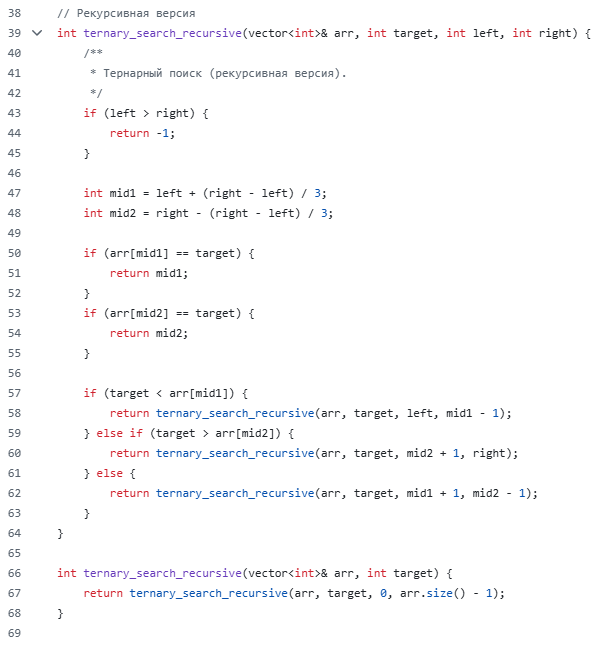 38 // Рекурсивная версия
39 int ternary_search_recursive(vector<int>& arr, int target, int left, int right) {
40     /**
41      * Тернарный поиск (рекурсивная версия).
42      */
43     if (left > right) {
44         return -1;
45     }
46
47     int mid1 = left + (right - left) / 3;
48     int mid2 = right - (right - left) / 3;
49
50     if (arr[mid1] == target) {
51         return mid1;
52     }
53     if (arr[mid2] == target) {
54         return mid2;
55     }
56
57     if (target < arr[mid1]) {
58         return ternary_search_recursive(arr, target, left, mid1 - 1);
59     } else if (target > arr[mid2]) {
60         return ternary_search_recursive(arr, target, mid2 + 1, right);
61     } else {
62         return ternary_search_recursive(arr, target, mid1 + 1, mid2 - 1);
63     }
64 }
65
66 int ternary_search_recursive(vector<int>& arr, int target) {
67     return ternary_search_recursive(arr, target, 0, arr.size() - 1);
68 }
69